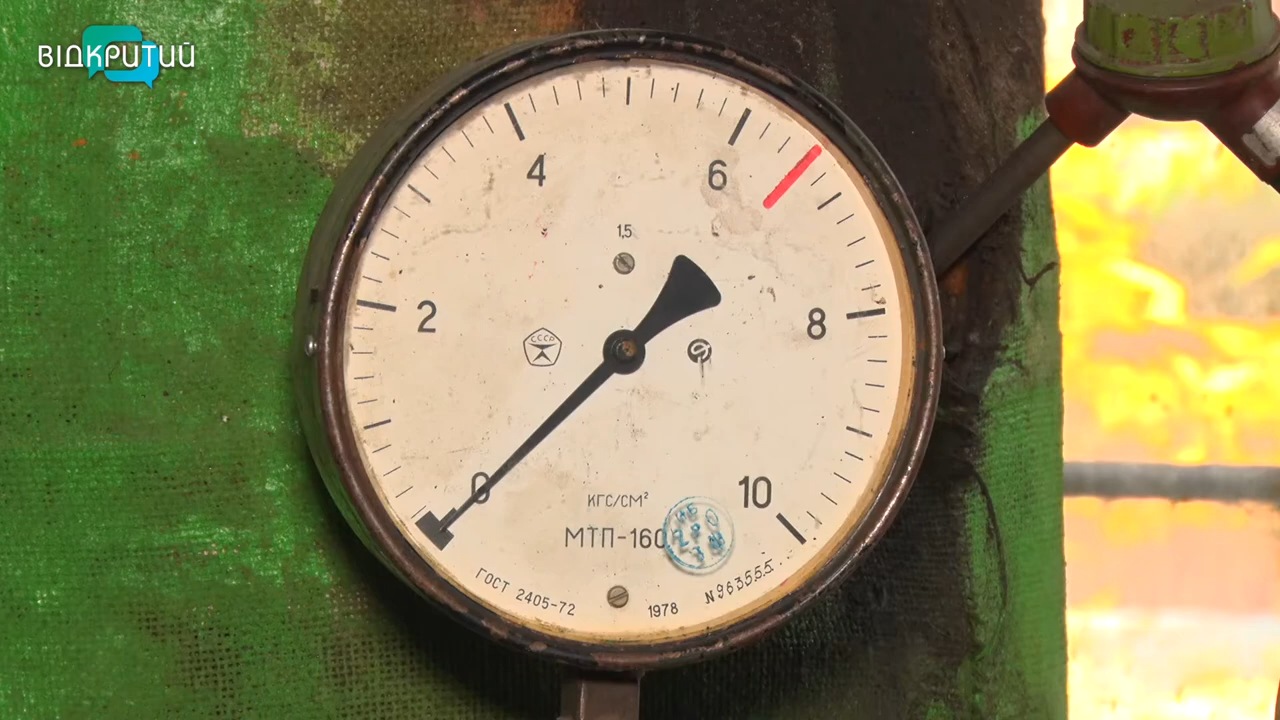 ВІДКРИТИЙ
4
6
1,5
2
8
СССР
0
10
КГС/СМ²
МТП-160
ГОСТ 2405-72
1978
N963555